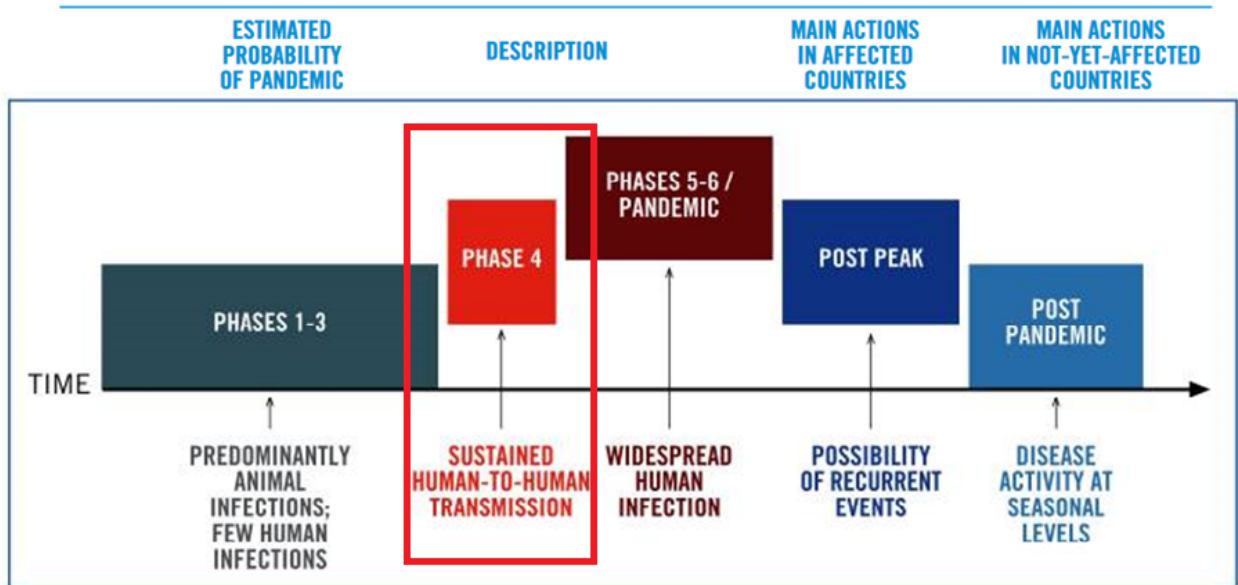 ESTIMATED
PROBABILITY
OF PANDEMIC
DESCRIPTION
MAIN ACTIONS
IN AFFECTED
COUNTRIES
MAIN ACTIONS
IN NOT-YET-AFFECTED
COUNTRIES
PHASES 1-3
PHASE 4
PHASES 5-6 /
PANDEMIC
POST PEAK
POST
PANDEMIC
TIME
PREDOMINANTLY
ANIMAL
INFECTIONS;
FEW HUMAN
INFECTIONS
SUSTAINED
HUMAN-TO-HUMAN
TRANSMISSION
WIDESPREAD
HUMAN
INFECTION
POSSIBILITY
OF RECURRENT
EVENTS
DISEASE
ACTIVITY AT
SEASONAL
LEVELS